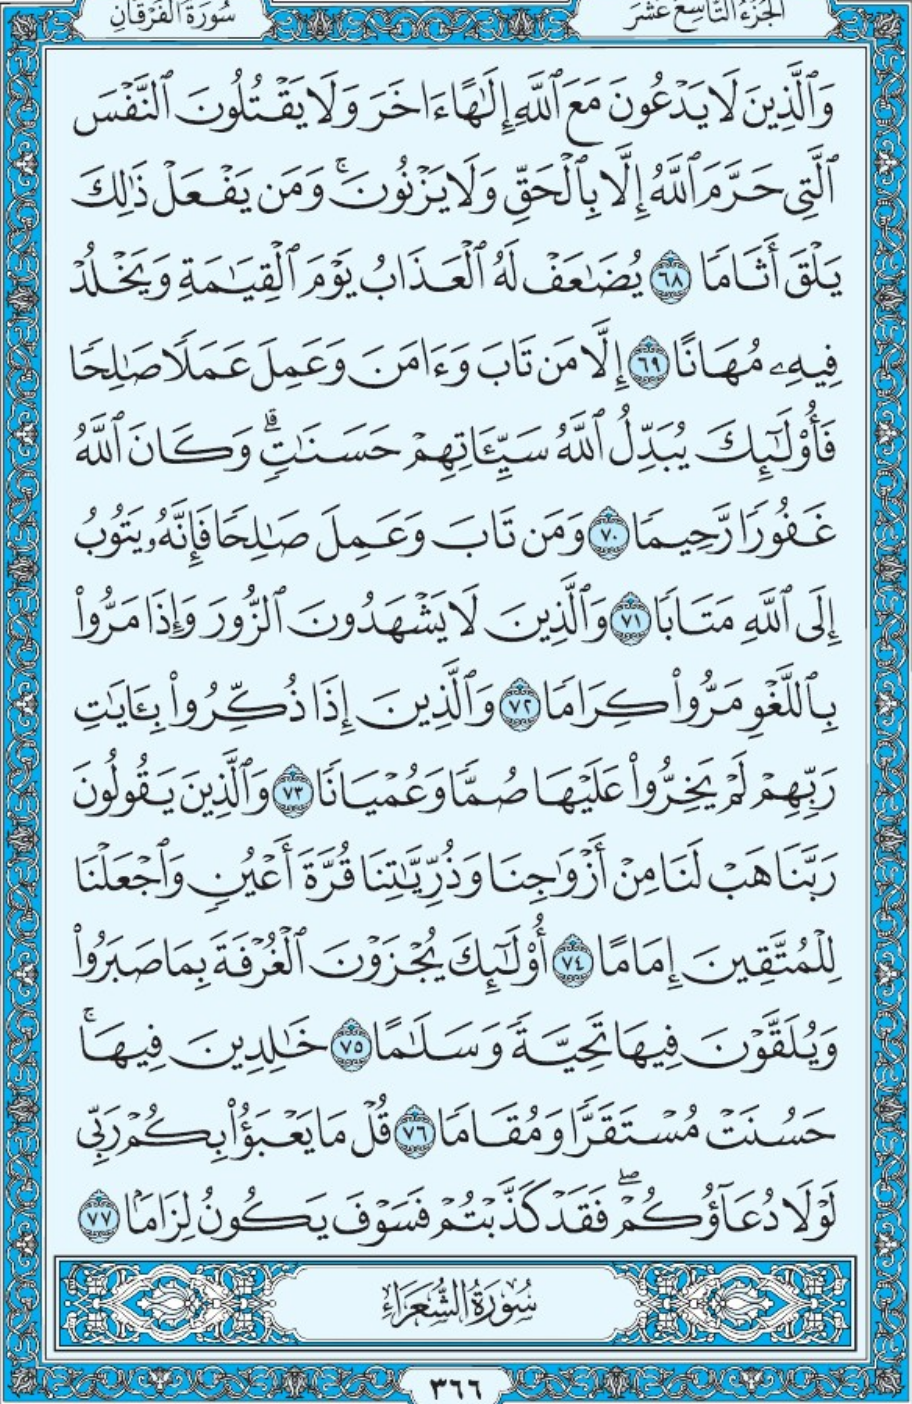 سُورَةُ الْفُرْقَانِ
الْجُزْءُ التَّاسِعَ عَشَرَ
وَٱلَّذِينَ لَا يَدْعُونَ مَعَ ٱللَّهِ إِلَٰهًا ءَاخَرَ وَلَا يَقْتُلُونَ ٱلنَّفْسَ
ٱلَّتِي حَرَّمَ ٱللَّهُ إِلَّا بِٱلْحَقِّ وَلَا يَزْنُونَۚ وَمَن يَفْعَلْ ذَٰلِكَ
يَلْقَ أَثَامًا ٦٨ يُضَٰعَفْ لَهُ ٱلْعَذَابُ يَوْمَ ٱلْقِيَٰمَةِ وَيَخْلُدْ
فِيهِۦ مُهَانًا ٦٩ إِلَّا مَن تَابَ وَءَامَنَ وَعَمِلَ عَمَلًا صَٰلِحًا
فَأُو۟لَٰٓئِكَ يُبَدِّلُ ٱللَّهُ سَيِّـَٔاتِهِمْ حَسَنَٰتٍۗ وَكَانَ ٱللَّهُ
غَفُورًا رَّحِيمًا ٧٠ وَمَن تَابَ وَعَمِلَ صَٰلِحًا فَإِنَّهُۥ يَتُوبُ
إِلَى ٱللَّهِ مَتَابًا ٧١ وَٱلَّذِينَ لَا يَشْهَدُونَ ٱلزُّورَ وَإِذَا مَرُّوا۟
بِٱللَّغْوِ مَرُّوا۟ كِرَامًا ٧٢ وَٱلَّذِينَ إِذَا ذُكِّرُوا۟ بِـَٔايَٰتِ
رَبِّهِمْ لَمْ يَخِرُّوا۟ عَلَيْهَا صُمًّا وَعُمْيَانًا ٧٣ وَٱلَّذِينَ يَقُولُونَ
رَبَّنَا هَبْ لَنَا مِنْ أَزْوَٰجِنَا وَذُرِّيَّٰتِنَا قُرَّةَ أَعْيُنٍ وَٱجْعَلْنَا
لِلْمُتَّقِينَ إِمَامًا ٧٤ أُو۟لَٰٓئِكَ يُجْزَوْنَ ٱلْغُرْفَةَ بِمَا صَبَرُوا۟
وَيُلَقَّوْنَ فِيهَا تَحِيَّةً وَسَلَٰمًا ٧٥ خَٰلِدِينَ فِيهَاۚ
حَسُنَتْ مُسْتَقَرًّا وَمُقَامًا ٧٦ قُلْ مَا يَعْبَؤُا۟ بِكُمْ رَبِّي
لَوْلَا دُعَآؤُكُمْۖ فَقَدْ كَذَّبْتُمْ فَسَوْفَ يَكُونُ لِزَامًۢا ٧٧
سُورَةُ الشُّعَرَاءِ
٣٦٦